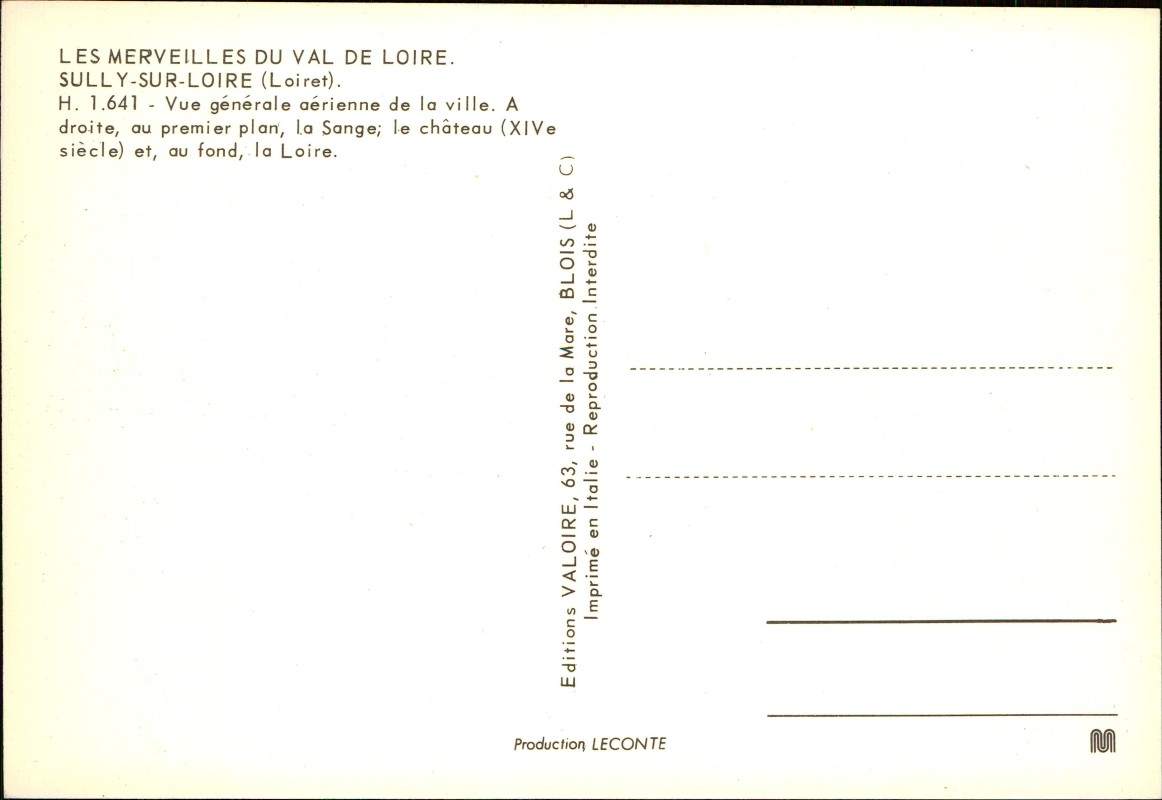 LES MERVEILLES DU VAL DE LOIRE.
SULLY-SUR-LOIRE (Loiret).
H. 1.641 - Vue générale aérienne de la ville. A
droite, au premier plan, la Sange; le château (XIVe
siècle) et, au fond, la Loire.
Editions VALOIRE, 63, rue de la Mare, BLOIS (L & C)
Imprimé en Italie - Reproduction Interdite
Production LECONTE